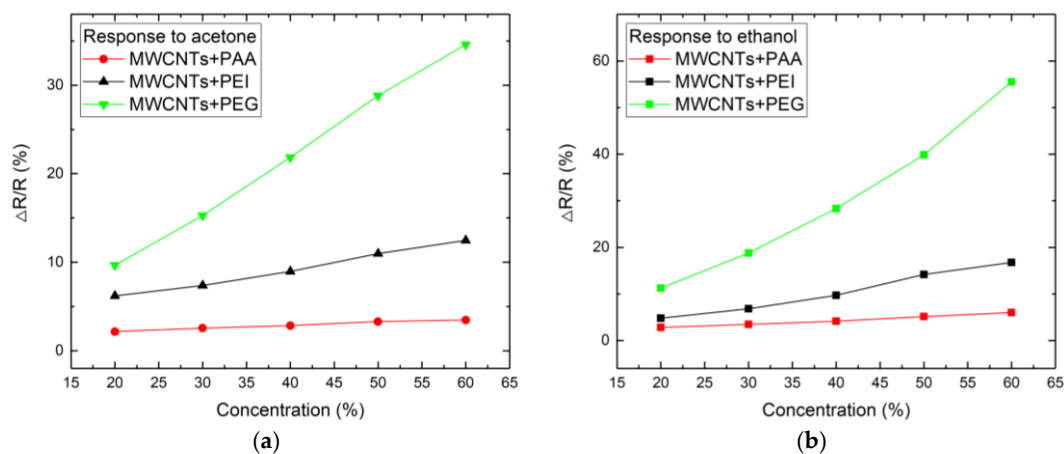 Response to acetone
MWCNTs+PAA
MWCNTs+PEI
MWCNTs+PEG
30
20
10
0
△R/R (%)
15 20 25 30 35 40 45 50 55 60 65
Concentration (%)
(a)
Response to ethanol
MWCNTs+PAA
MWCNTs+PEI
MWCNTs+PEG
60
40
20
0
△R/R (%)
15 20 25 30 35 40 45 50 55 60 65
Concentration (%)
(b)